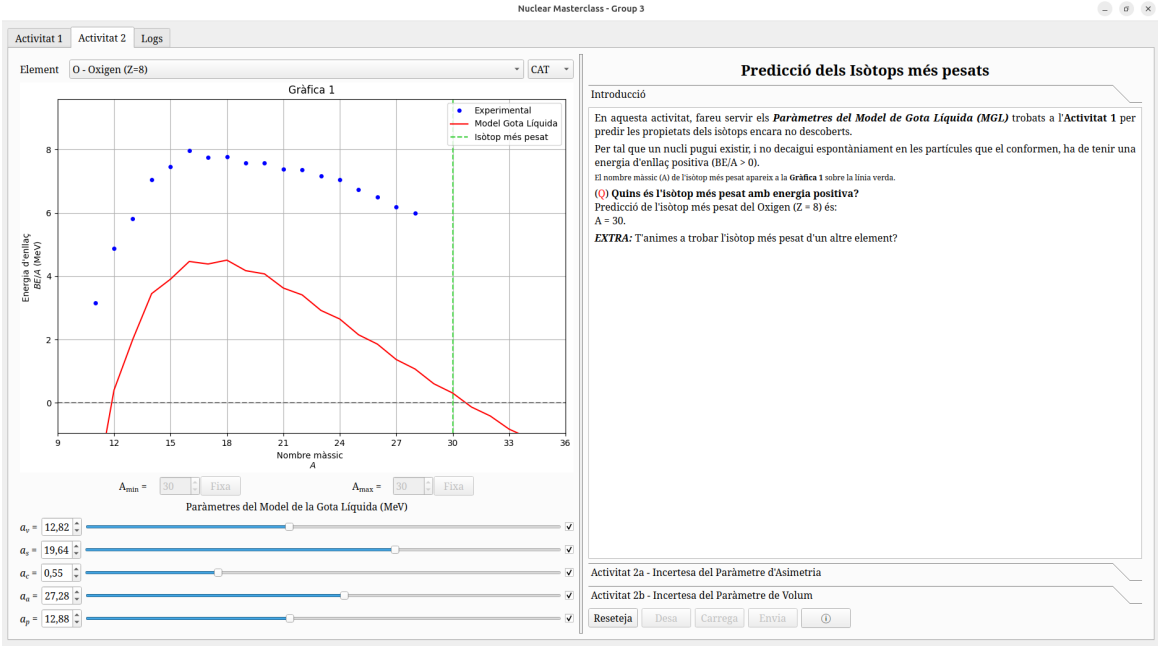 Nuclear Masterclass - Group 3
Activitat 1 Activitat 2 Logs
Element O - Oxigen (Z=8) CAT
Gràfica 1
Experimental
Model Gota Líquida
Isòtop més pesat
8
6
4
2
0
Energia d'enllaç
BE/A (MeV)
9 12 15 18 21 24 27 30 33 36
Nombre màssic
A
Amin = 30 Fixa Amax = 30 Fixa
Paràmetres del Model de la Gota Líquida (MeV)
av = 12,82
as = 19,64
ac = 0,55
aa = 27,28
ap = 12,88
Predicció dels Isòtops més pesats
Introducció
En aquesta activitat, fareu servir els Paràmetres del Model de Gota Líquida (MGL) trobats a l'Activitat 1 per
predir les propietats dels isòtops encara no descoberts.
Per tal que un nucli pugui existir, i no decaigui espontàniament en les partícules que el conformen, ha de tenir una
energia d'enllaç positiva (BE/A > 0).
El nombre màssic (A) de l'isòtop més pesat apareix a la Gràfica 1 sobre la línia verda.
(Q) Quins és l'isòtop més pesat amb energia positiva?
Predicció de l'isòtop més pesat del Oxigen (Z = 8) és:
A = 30.
EXTRA: T'animes a trobar l'isòtop més pesat d'un altre element?
Activitat 2a - Incertesa del Paràmetre d'Asimetria
Activitat 2b - Incertesa del Paràmetre de Volum
Reseteja Desa Carrega Envia